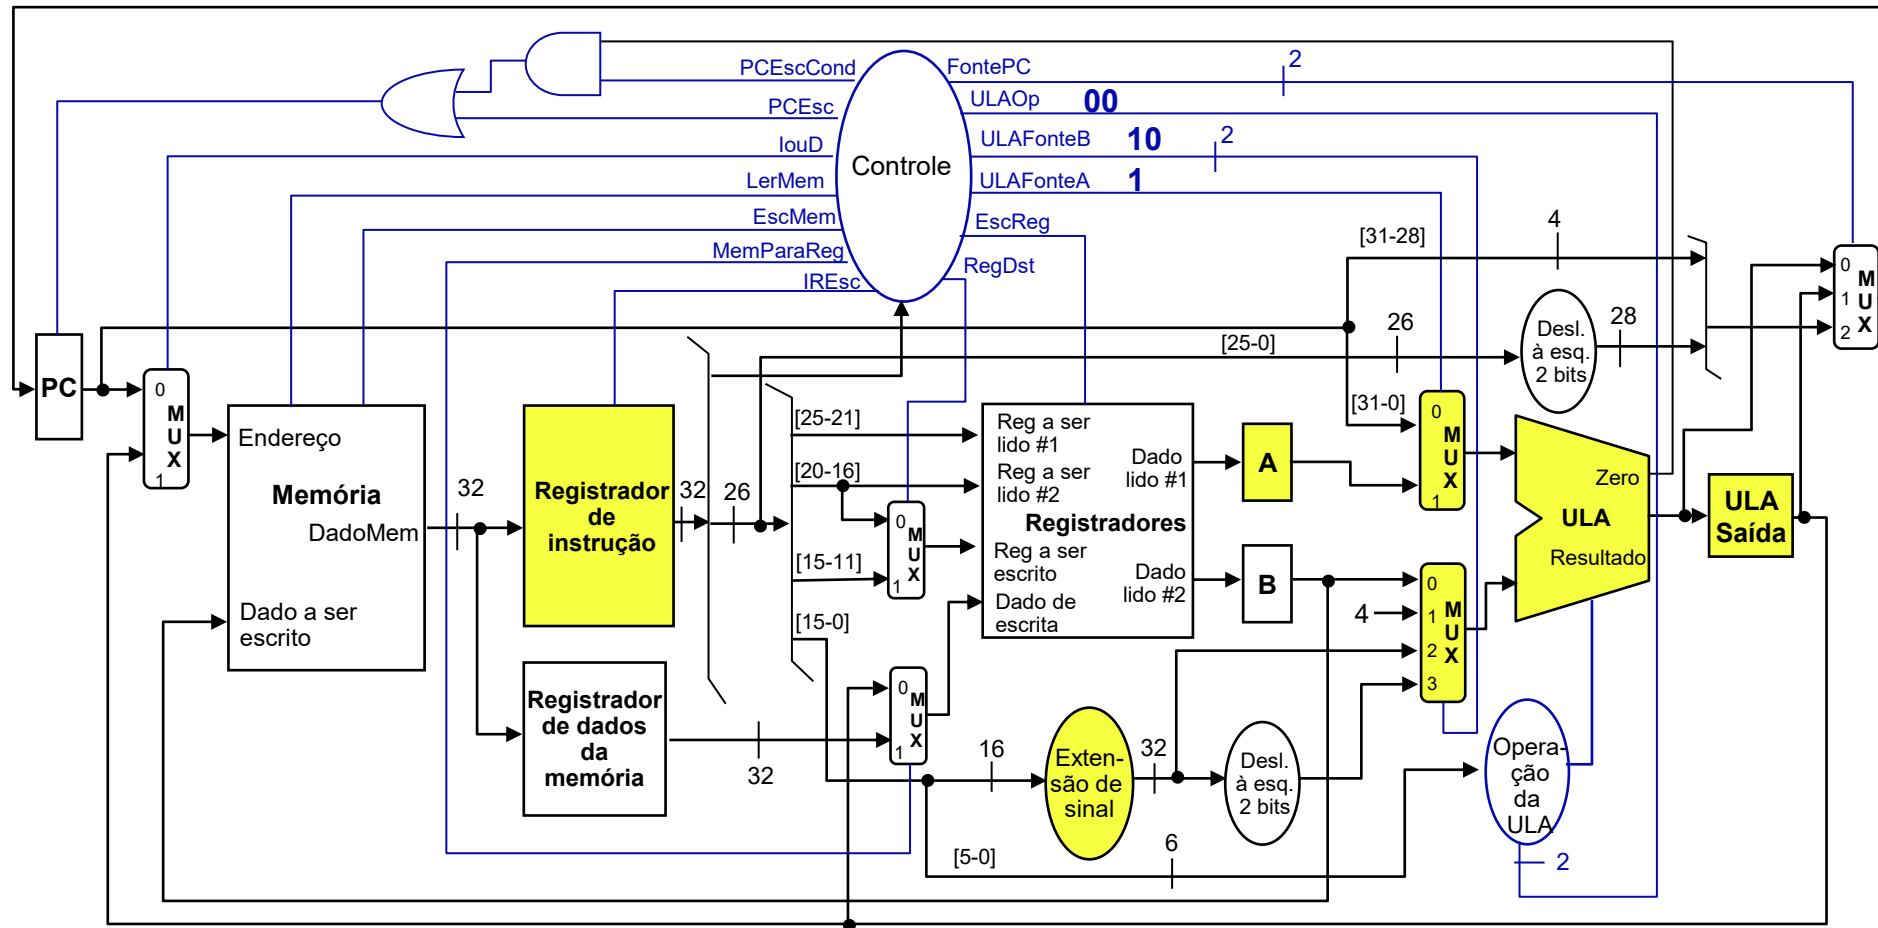 PCEscCond
FontePC
2
PCEsc
ULAOp
00
IouD
ULAFonteB
10
2
LerMem
Controle
ULAFonteA
1
EscMem
EscReg
MemParaReg
RegDst
IREsc
[31-28]
4
0
1
2
M
U
X
[25-0]
26
Desl.
à esq.
2 bits
28
PC
0
M
U
X
1
Endereço
Memória
DadoMem
Dado a ser
escrito
32
Registrador
de
instrução
32
26
Registrador
de dados
da
memória
32
[25-21]
[20-16]
[15-11]
[15-0]
0
M
U
X
1
0
M
U
X
1
Reg a ser
lido #1
Reg a ser
lido #2
Registradores
Reg a ser
escrito
Dado de
escrita
Dado
lido #1
Dado
lido #2
A
B
[31-0]
0
M
U
X
1
4
0
1
2
3
M
U
X
Zero
ULA
Resultado
ULA
Saída
16
Exten-
são de
sinal
32
Desl.
à esq.
2 bits
Opera-
ção
da
ULA
[5-0]
6
2